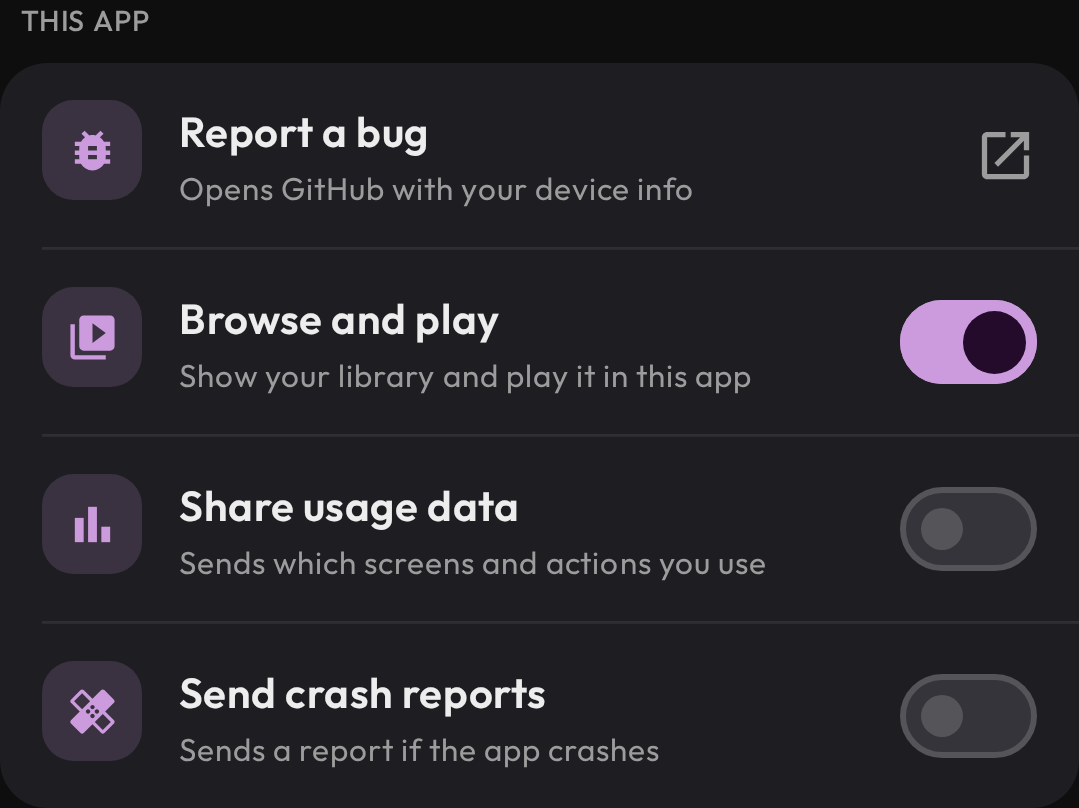 THIS APP
Report a bug
Opens GitHub with your device info
Browse and play
Show your library and play it in this app
Share usage data
Sends which screens and actions you use
Send crash reports
Sends a report if the app crashes